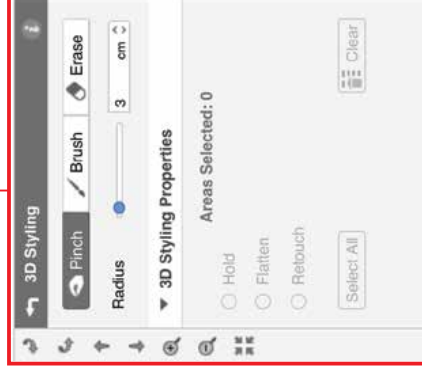 3D Styling
Pinch Brush Erase
Radius 3 cm
3D Styling Properties
Areas Selected: 0
Hold
Flatten
Retouch
Select All Clear